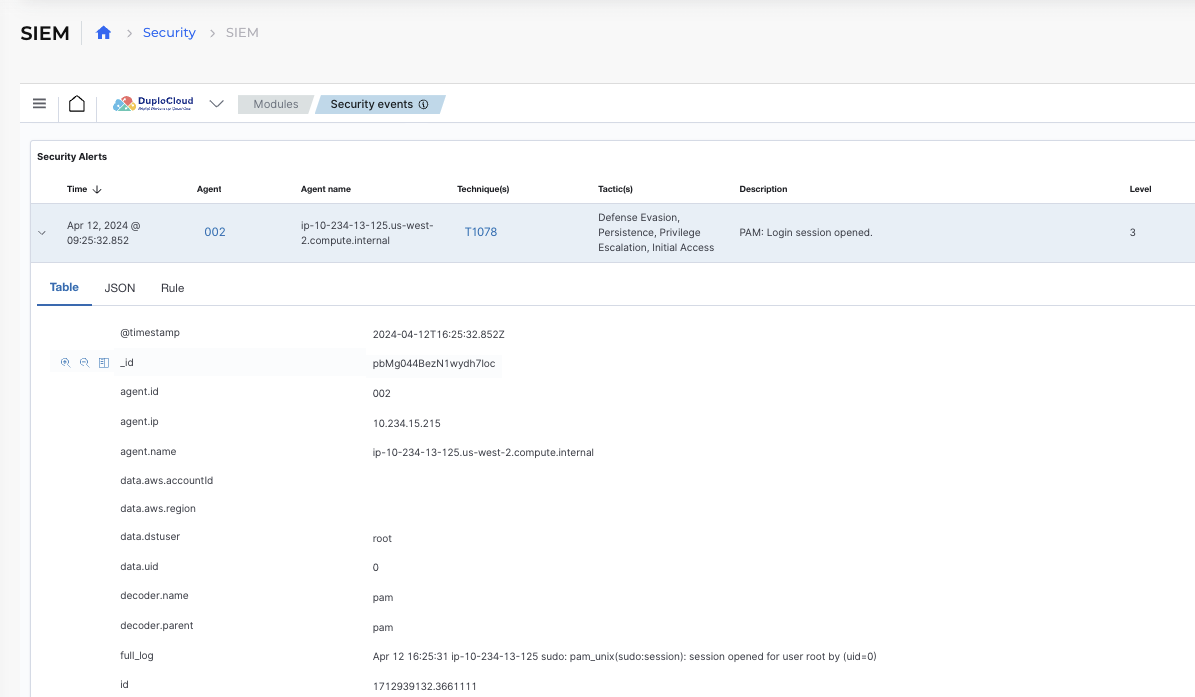 SIEM
Security
SIEM
DuploCloud
Modules
Security events
Security Alerts
Time Agent Agent name Technique(s) Tactic(s) Description Level
Apr 12, 2024 @ 09:25:32.852
002
ip-10-234-13-125.us-west-2.compute.internal
T1078
Defense Evasion,
Persistence, Privilege
Escalation, Initial Access
PAM: Login session opened.
3
Table JSON Rule
@timestamp 2024-04-12T16:25:32.852Z
_id pbMg044BezN1wydh7loc
agent.id 002
agent.ip 10.234.15.215
agent.name ip-10-234-13-125.us-west-2.compute.internal
data.aws.accountId
data.aws.region
data.dstuser root
data.uid 0
decoder.name pam
decoder.parent pam
full_log Apr 12 16:25:31 ip-10-234-13-125 sudo: pam_unix(sudo:session): session opened for user root by (uid=0)
id 1712939132.3661111